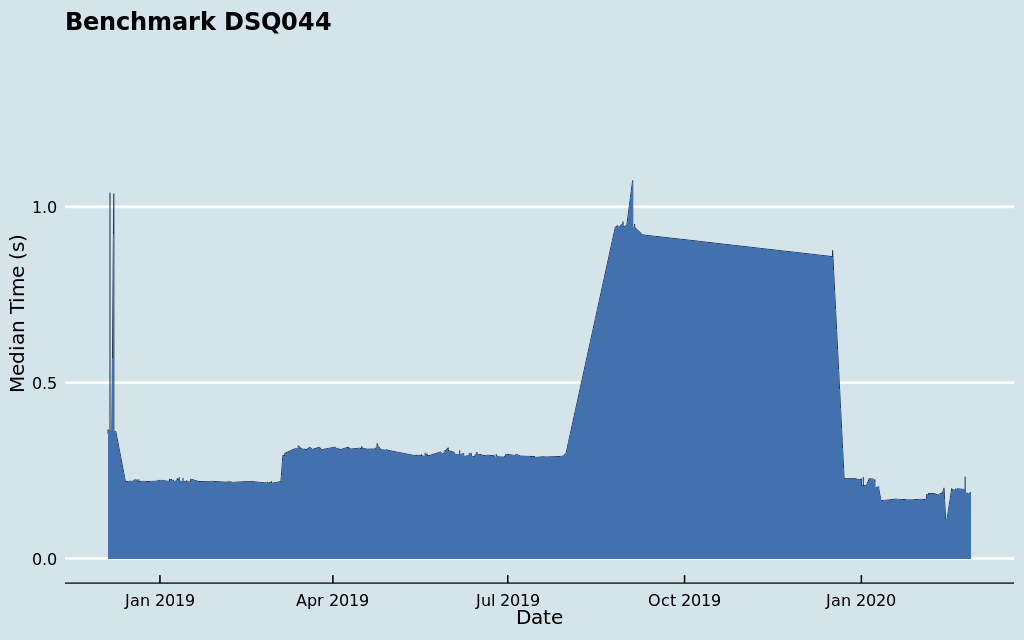 Benchmark DSQ044
Median Time (s)
1.0
0.5
0.0
Jan 2019
Apr 2019
Jul 2019
Oct 2019
Jan 2020
Date